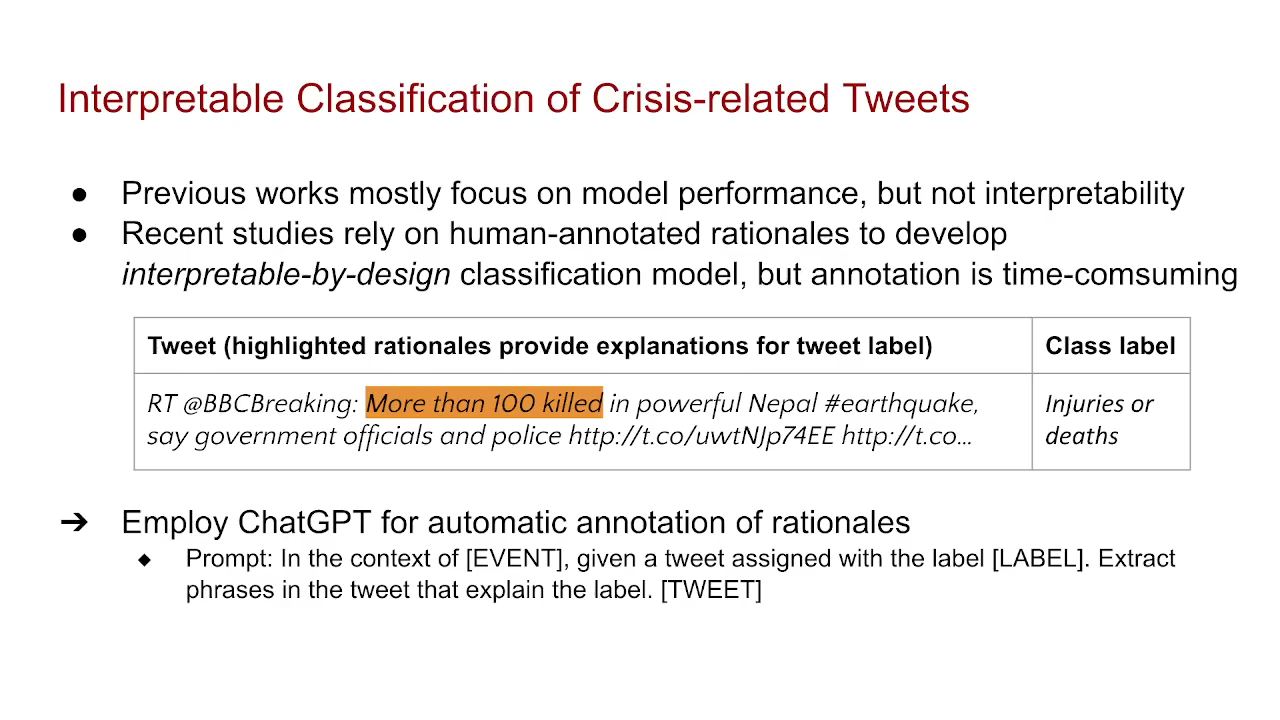 Interpretable Classification of Crisis-related Tweets
● Previous works mostly focus on model performance, but not interpretability
● Recent studies rely on human-annotated rationales to develop
interpretable-by-design classification model, but annotation is time-comsuming
Tweet (highlighted rationales provide explanations for tweet label)
Class label
RT @BBCBreaking: More than 100 killed in powerful Nepal #earthquake,
say government officials and police http://t.co/uwtNJp74EE http://t.co…
Injuries or
deaths
➔ Employ ChatGPT for automatic annotation of rationales
◆ Prompt: In the context of [EVENT], given a tweet assigned with the label [LABEL]. Extract
phrases in the tweet that explain the label. [TWEET]